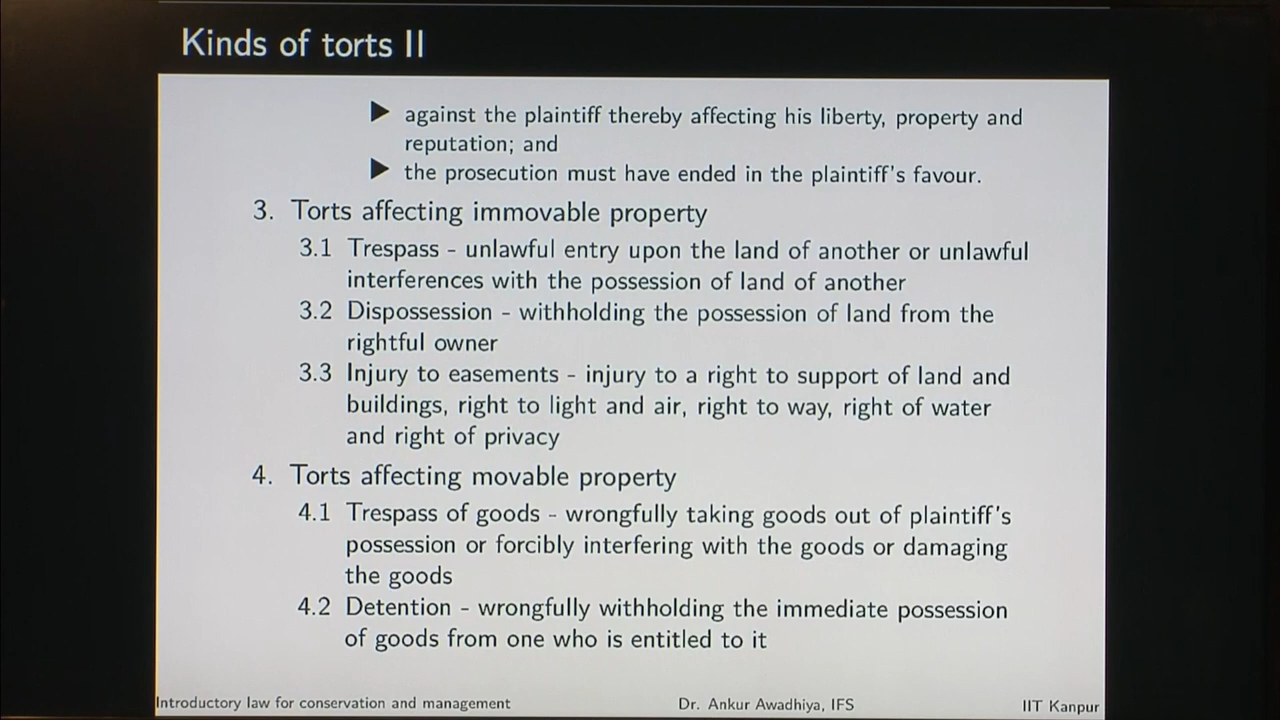 Kinds of torts II
▶ against the plaintiff thereby affecting his liberty, property and
reputation; and
▶ the prosecution must have ended in the plaintiff's favour.
3. Torts affecting immovable property
3.1 Trespass - unlawful entry upon the land of another or unlawful
interferences with the possession of land of another
3.2 Dispossession - withholding the possession of land from the
rightful owner
3.3 Injury to easements - injury to a right to support of land and
buildings, right to light and air, right to way, right of water
and right of privacy
4. Torts affecting movable property
4.1 Trespass of goods - wrongfully taking goods out of plaintiff's
possession or forcibly interfering with the goods or damaging
the goods
4.2 Detention - wrongfully withholding the immediate possession
of goods from one who is entitled to it
Introductory law for conservation and management Dr. Ankur Awadhiya, IFS IIT Kanpur